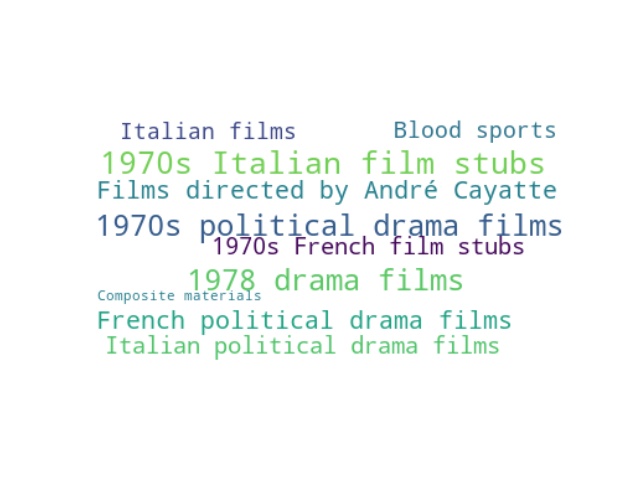 Italian films
Blood sports
1970s Italian film stubs
Films directed by André Cayatte
1970s political drama films
1970s French film stubs
1978 drama films
Composite materials
French political drama films
Italian political drama films